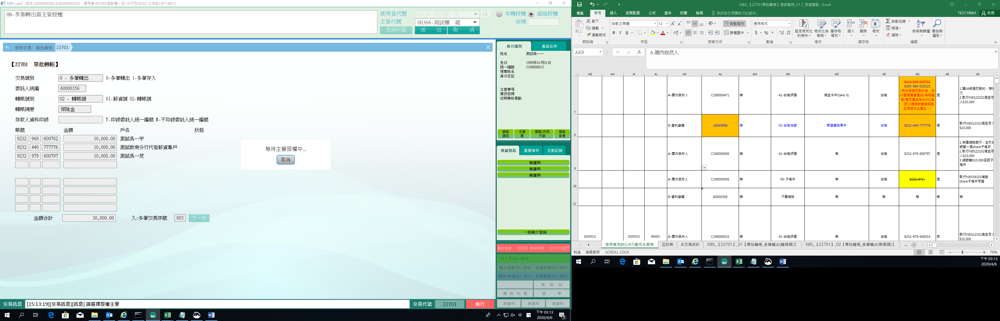 NBS-uat2 (版本:2020040302.b2020040302) 使用者:00180(測試櫃一壬) 分行別:9232 工作站:L9714A12
08-多筆轉出需主管授權
使用者代號 00180-測試櫃一壬 18 本機授權 遠端授權
主管代號 00368-測試櫃一龍 密碼
查詢印鑑 送 出 取 消
帳務交易 單批轉帳 22701
【22701 單批轉帳】
交易類別 0 - 多筆轉出 0-多筆轉出 1-多筆存入
委託人統編 60000356
轉帳類別 02 - 轉帳類 01-薪資類 02-轉帳類
轉帳摘要 保險金
存款人資料印錄 Y-印錄委託人統一編號 N-不印錄委託人統一編號
帳號 金額 戶名 狀態
9232 968 600762 10,000.00 測試吳一宇
9232 440 777776 10,000.00 測試敦南分行代發薪資專戶
9232 979 600797 10,000.00 測試吳一荒
金額合計 30,000.00 入:多筆交易序號 005 下一步
等待主管授權中...
取消
身分識別 產品往來
姓名 測試吳一一
生日 1999年01月01日
統一編號 C199000015
理專姓名
身分註記
注意事項
簡訊密碼
近期事故異動
顧客資訊 手續費 通路/共同行銷 顧客影像
推薦商品 重要事件 互動記錄
無資料
無資料
無資料
一般轉介登錄
服務號碼: 0000 等候時間: 00分00秒
VIP:0人 00分
個人交易:0人 00分 企業交易:0人 00分
開戶/申請:0人 00分 外匯業務:0人 00分
再 呼 叫
預 約 叫 號 結 束
無資料 無資料 無資料
交易訊息 [15:13:19][交易訊息][訊息] 請選擇授權主管 交易代號 22701 執行
中 下午 03:13
2020/4/6 3
NBS_【22701單批轉帳】測試案例_V1.7_測資盤點 - Excel
檔案 常用 插入 版面配置 公式 資料 校閱 檢視 告訴我您想要執行的動作... TEST19661 共用
貼上 剪下 複製 複製格式 剪貼簿
微軟正黑體 12 B I U 字型
自動換列 跨欄置中 對齊方式
通用格式 $ % 數值
設定格式化的條件 格式化為表格 儲存格樣式 樣式
插入 刪除 格式 儲存格
自動加總 填滿 清除 排序與篩選 尋找與選取 編輯
AK9 fx A-國內自然人
AG AH AI AJ AK AL AM AN AO AP AQ AR AS
7 A-國內自然人 C199000471 無 41-台幣綜儲 現金卡戶(take it) 台幣 9232-968-600762
9255-960-010121
(待04綁透支契約後，由
03變更變更產品/帳號編
碼/透支產品為AM01後
，該13碼帳號會換掉後
回填修改此欄位。) 是
1.請04綁透支契約，無
欠
2.執行NBS22101現金存
入$10,000
8 B-營利事業 16095896 無 05-台幣活期 薪資業務專戶 台幣 9232-440-777776 是 執行NBS22101現金存入
$10,000
9 A-國內自然人 C199000506 無 41-台幣綜儲 無 台幣 9232-979-600797 是
1.申請網路銀行，並於
銀開一個share子帳戶
2.執行NBS22101現金存
入$10,000
3.網銀轉$10,000至該子
帳戶
10 A-國內自然人 C199000506 無 95-子帳戶 無 台幣 9232-971- 是 執行NBS36101補發
share子帳戶存摺
11 B-營利事業 60000356 無 不需帳號 無 無 無 無 無
20200312 20200312 680001 A-國內自然人 C199000015 無 41-台幣綜儲 無 台幣 9232-979-600014 否 執行NBS22101現金存入
$10,000
使用者測試(UAT)案例＆報告 互助表 本交易統計 NBS_【22701】_01【單批轉帳_多筆轉出(轉帳類)】 NBS_【22701】_02【單批轉帳_多筆轉出(薪資類)】 ...
就緒 循環參照 SCROLL LOCK 70%
下午 03:13
2020/4/6